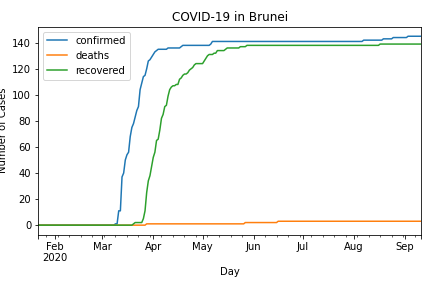 COVID-19 in Brunei
confirmed
deaths
recovered
140
120
100
80
60
40
20
0
Number of Cases
Feb
2020
Mar
Apr
May
Jun
Jul
Aug
Sep
Day